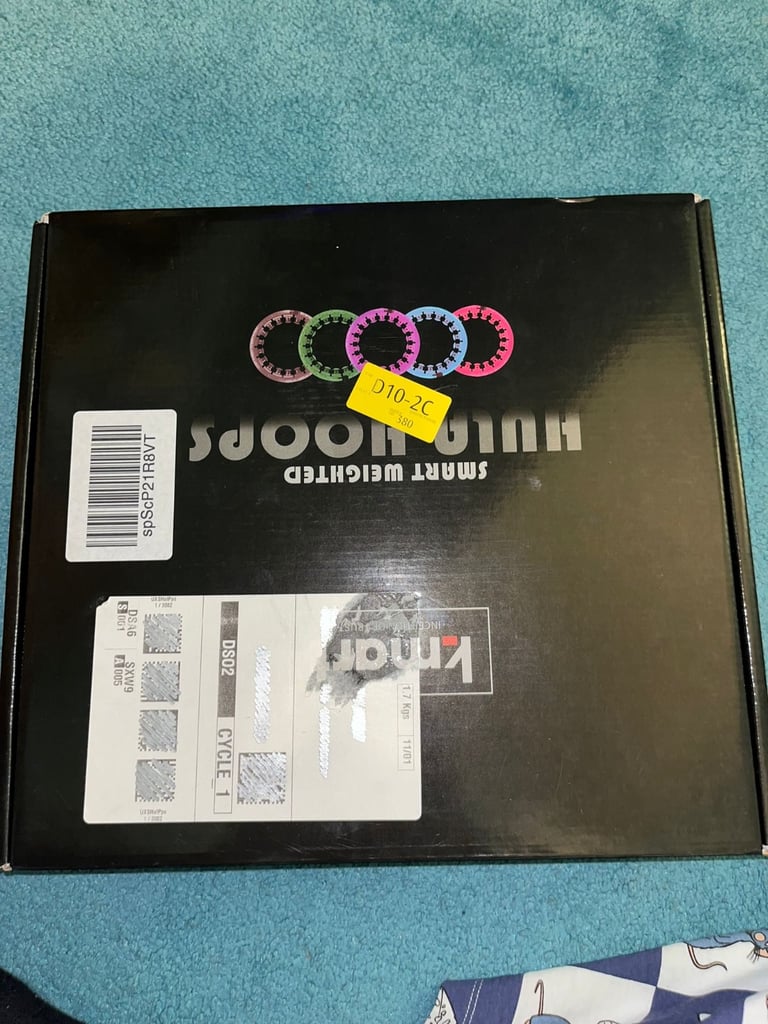 D10-2C
380
HULA HOOPS
SMART WEIGHTED
spScP21R8VT
DSA6
S 001
SXW9
A 005
DS02
CYCLE 1
1.7 Kgs
11/01